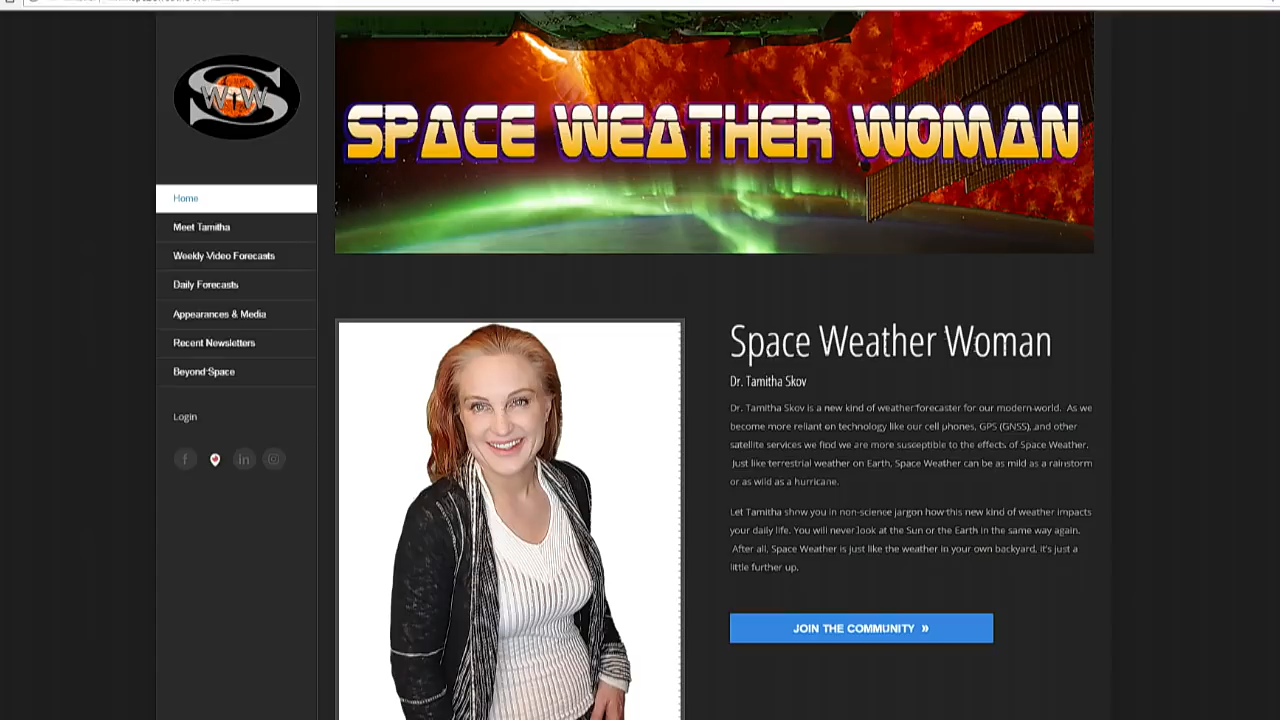 SWW
SPACE WEATHER WOMAN
Home
Meet Tamitha
Weekly Video Forecasts
Daily Forecasts
Appearances & Media
Recent Newsletters
Beyond Space
Login
Space Weather Woman
Dr. Tamitha Skov
Dr. Tamitha Skov is a new kind of weather forecaster for our modern world. As we
become more reliant on technology like our cell phones, GPS (GNSS), and other
satellite services we find we are more susceptible to the effects of Space Weather.
Just like terrestrial weather on Earth, Space Weather can be as mild as a rainstorm
or as wild as a hurricane.
Let Tamitha show you in non-science jargon how this new kind of weather impacts
your daily life. You will never look at the Sun or the Earth in the same way again.
After all, Space Weather is just like the weather in your own backyard, it's just a
little further up.
JOIN THE COMMUNITY »